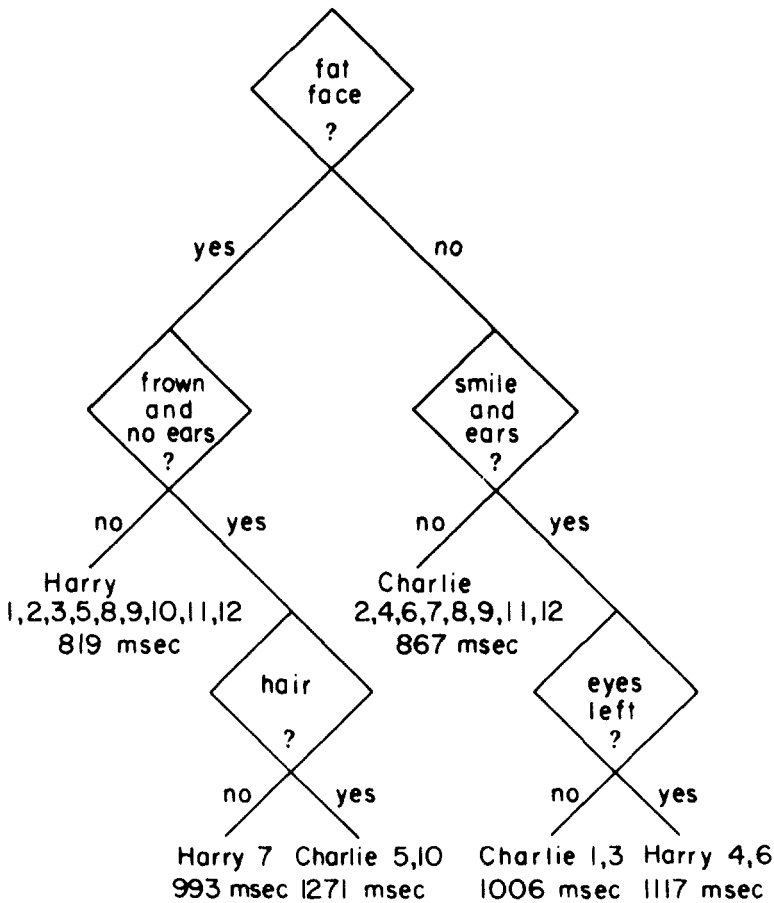 fat
face
?
yes
no
frown
and
no ears
?
smile
and
ears
?
no
yes
no
yes
Harry
1,2,3,5,8,9,10,11,12
819 msec
Charlie
2,4,6,7,8,9,11,12
867 msec
hair
?
eyes
left
?
no
yes
no
yes
Harry 7
993 msec
Charlie 5,10
1271 msec
Charlie 1,3
1006 msec
Harry 4,6
1117 msec